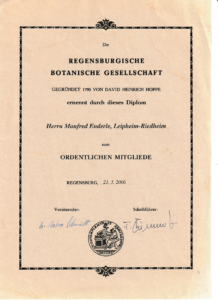 Die
REGENSBURGISCHE
BOTANISCHE GESELLSCHAFT
GEGRÜNDET 1790 VON DAVID HEINRICH HOPPE
ernennt durch dieses Diplom
Herrn Manfred Enderle, Leipheim-Riedheim
zum
ORDENTLICHEN MITGLIEDE
REGENSBURG, 21.3.2000
Vorsitzender: Schriftführer: